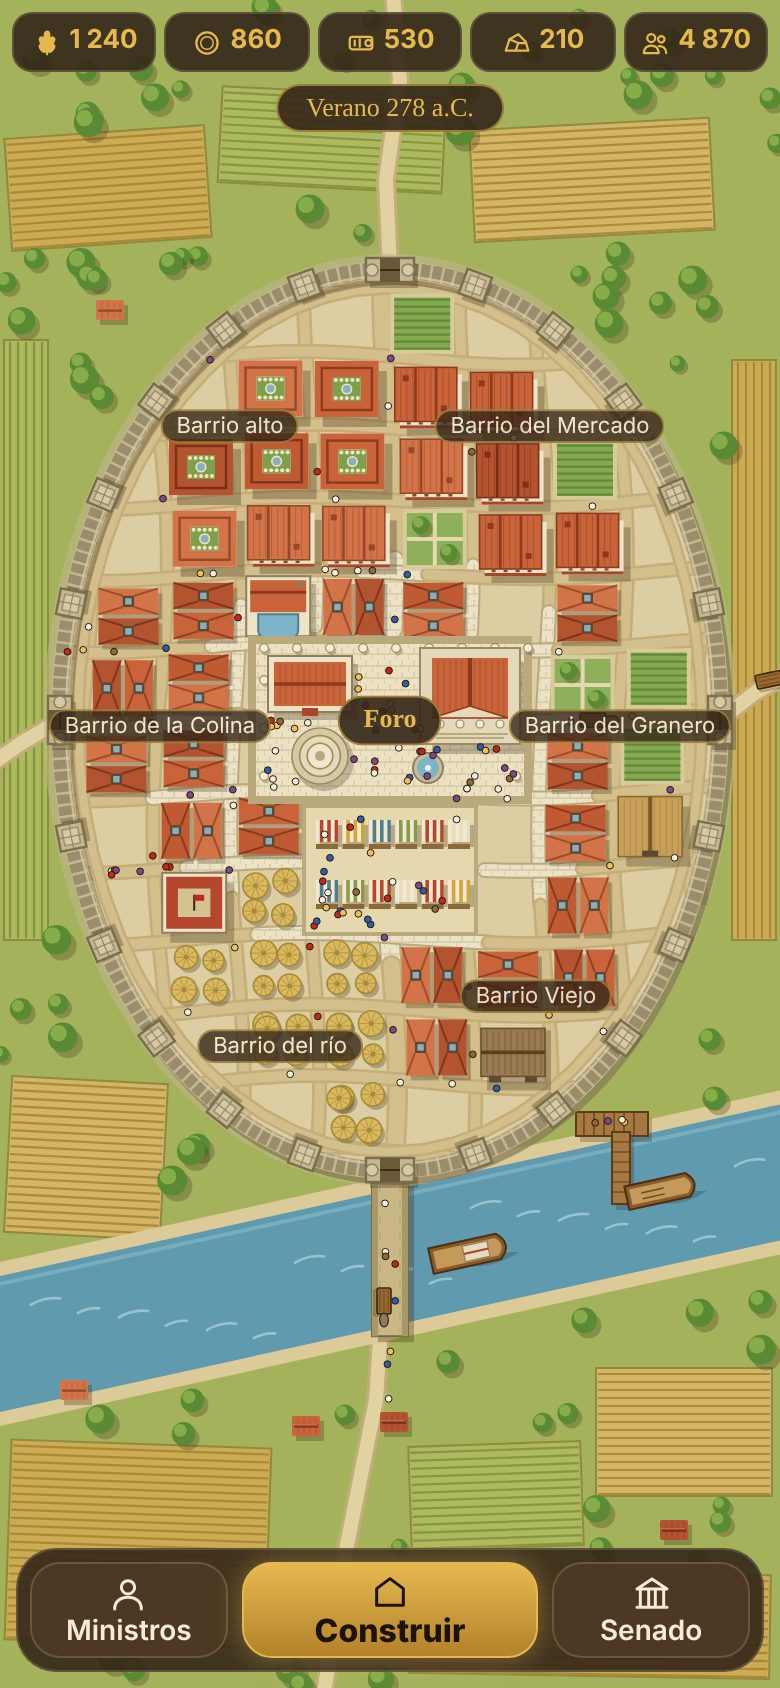 1 240
860
530
210
4 870
Verano 278 a.C.
Barrio alto
Barrio del Mercado
Barrio de la Colina
Foro
Barrio del Granero
Barrio Viejo
Barrio del río
Ministros
Construir
Senado